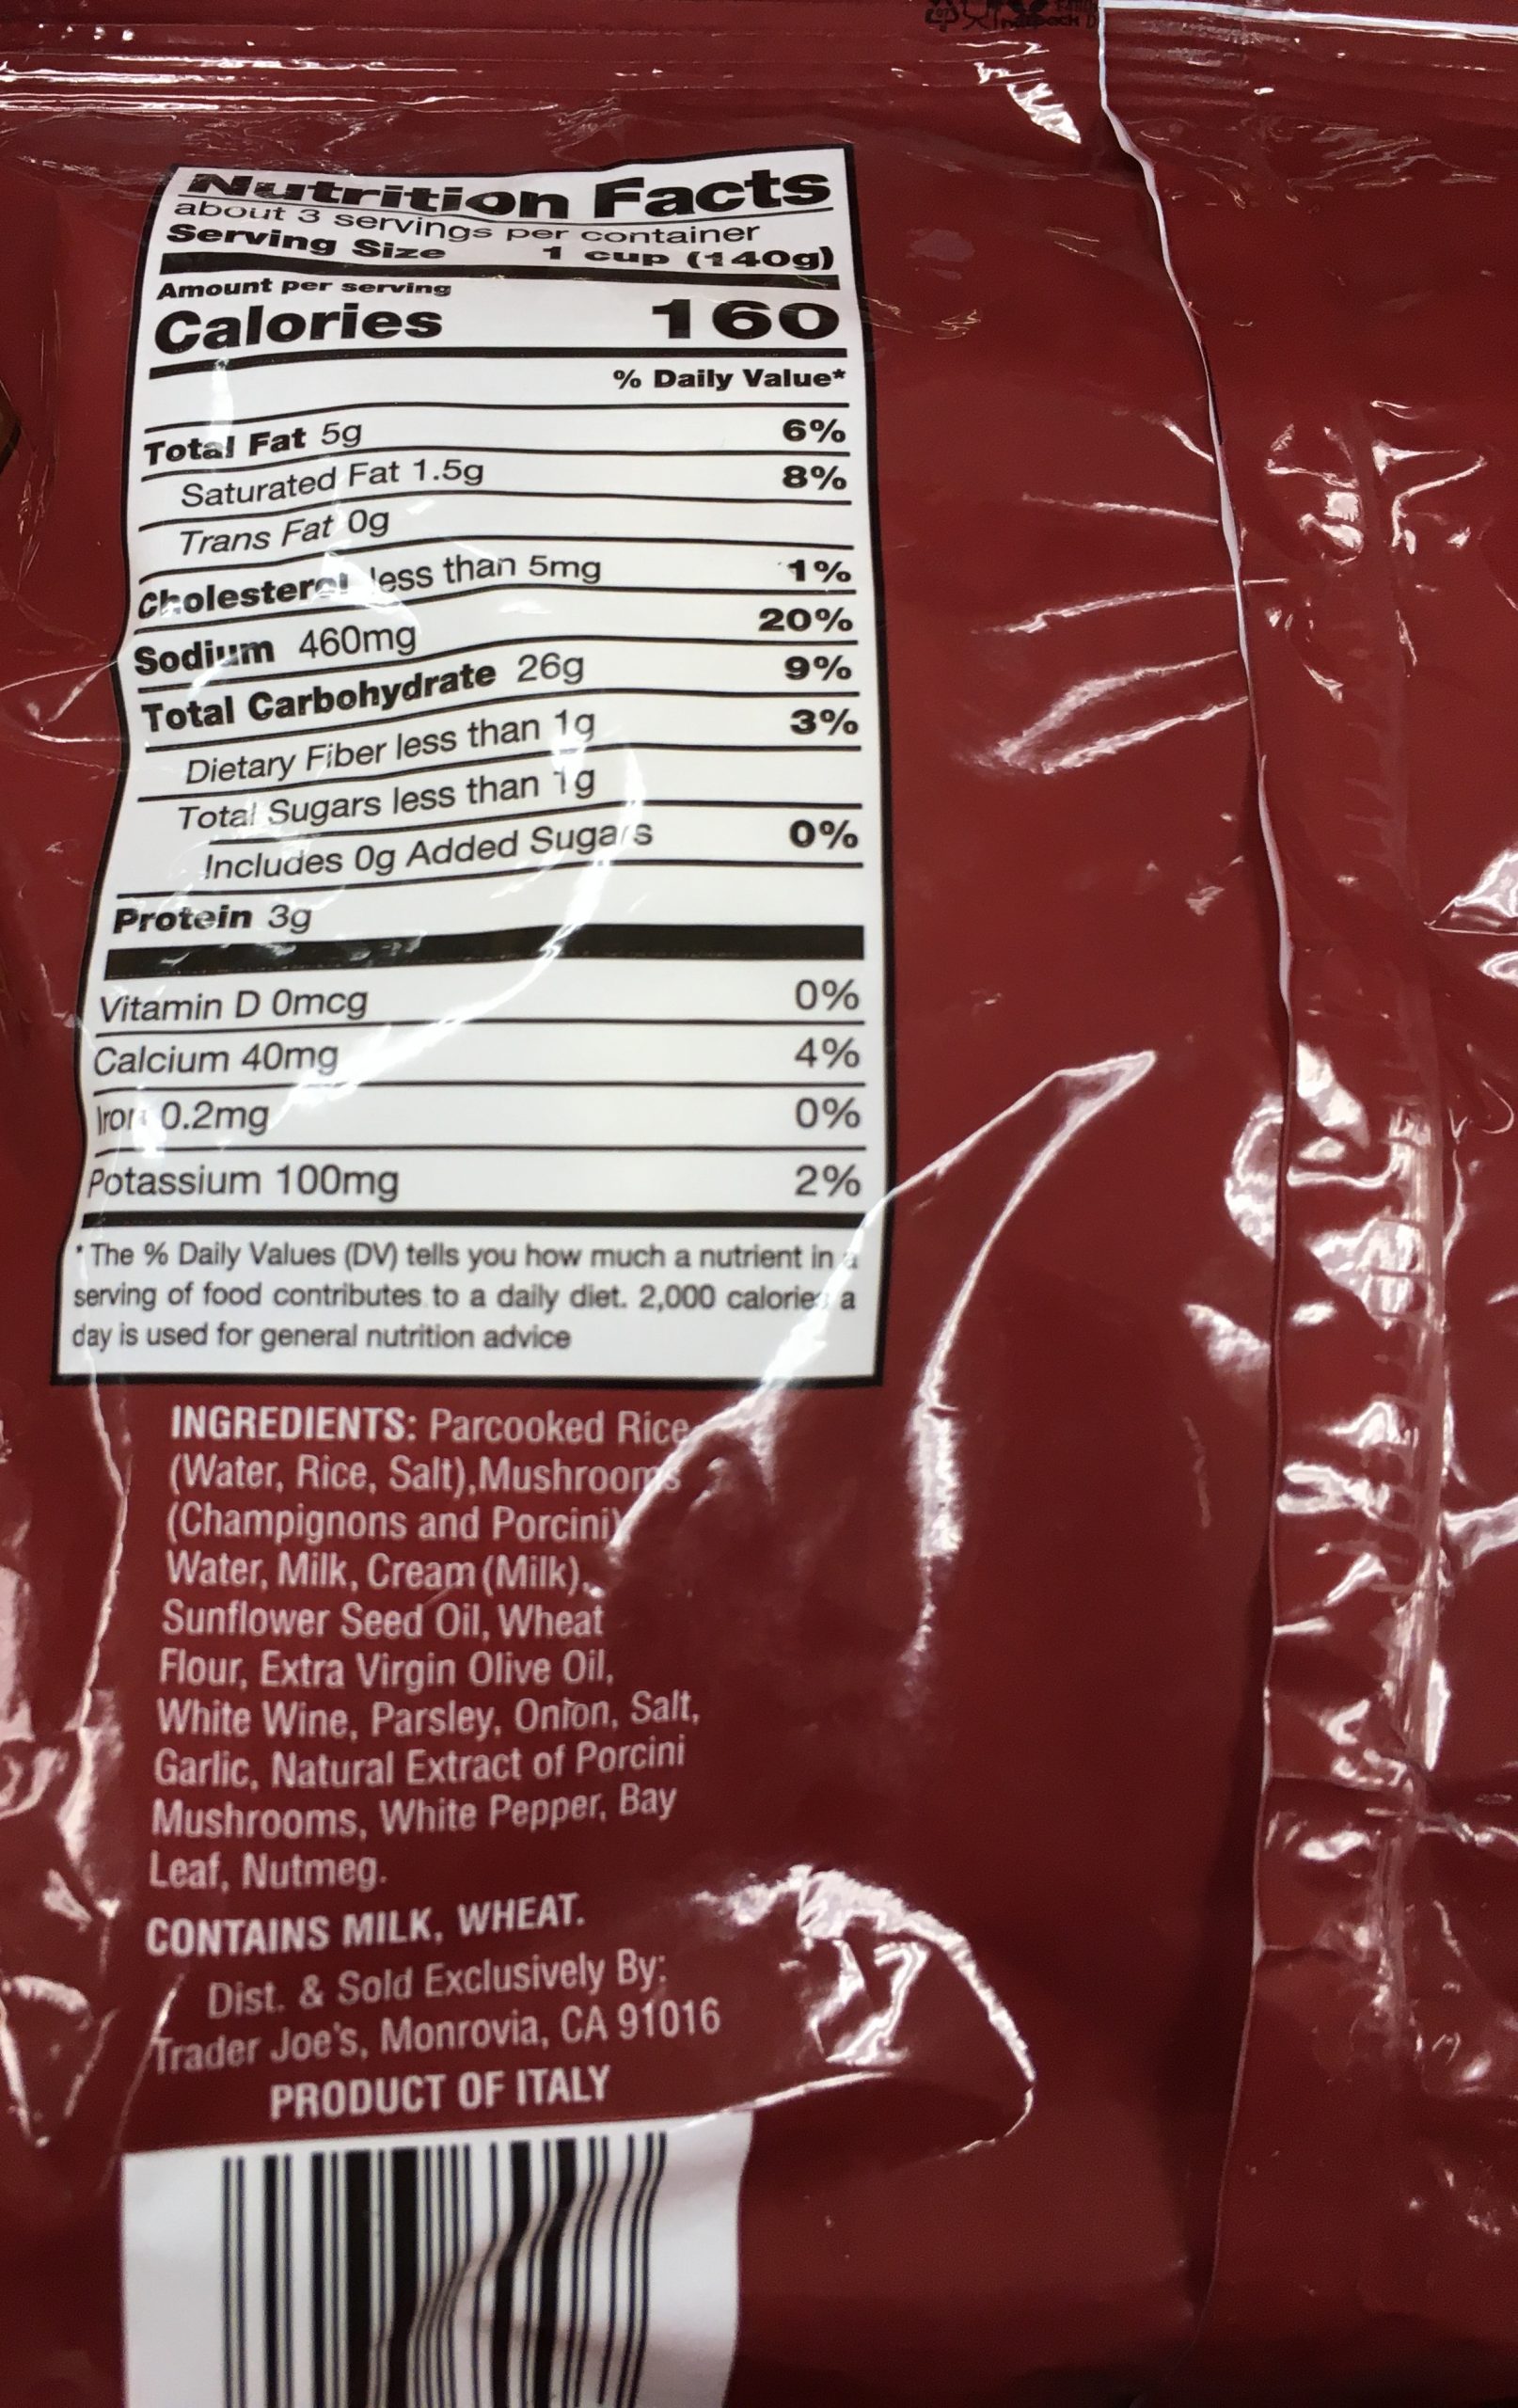 Nutrition Facts
about 3 servings per container
Serving Size 1 cup (140g)
Amount per serving
Calories 160
% Daily Value*
Total Fat 5g 6%
Saturated Fat 1.5g 8%
Trans Fat 0g
Cholesterol less than 5mg 1%
Sodium 460mg 20%
Total Carbohydrate 26g 9%
Dietary Fiber less than 1g 3%
Total Sugars less than 1g
Includes 0g Added Sugars 0%
Protein 3g
Vitamin D 0mcg 0%
Calcium 40mg 4%
Iron 0.2mg 0%
Potassium 100mg 2%
* The % Daily Values (DV) tells you how much a nutrient in a
serving of food contributes to a daily diet. 2,000 calories a
day is used for general nutrition advice
INGREDIENTS: Parcooked Rice
(Water, Rice, Salt),Mushrooms
(Champignons and Porcini)
Water, Milk, Cream (Milk),
Sunflower Seed Oil, Wheat
Flour, Extra Virgin Olive Oil,
White Wine, Parsley, Onion, Salt,
Garlic, Natural Extract of Porcini
Mushrooms, White Pepper, Bay
Leaf, Nutmeg.
CONTAINS MILK, WHEAT.
Dist. & Sold Exclusively By:
Trader Joe's, Monrovia, CA 91016
PRODUCT OF ITALY